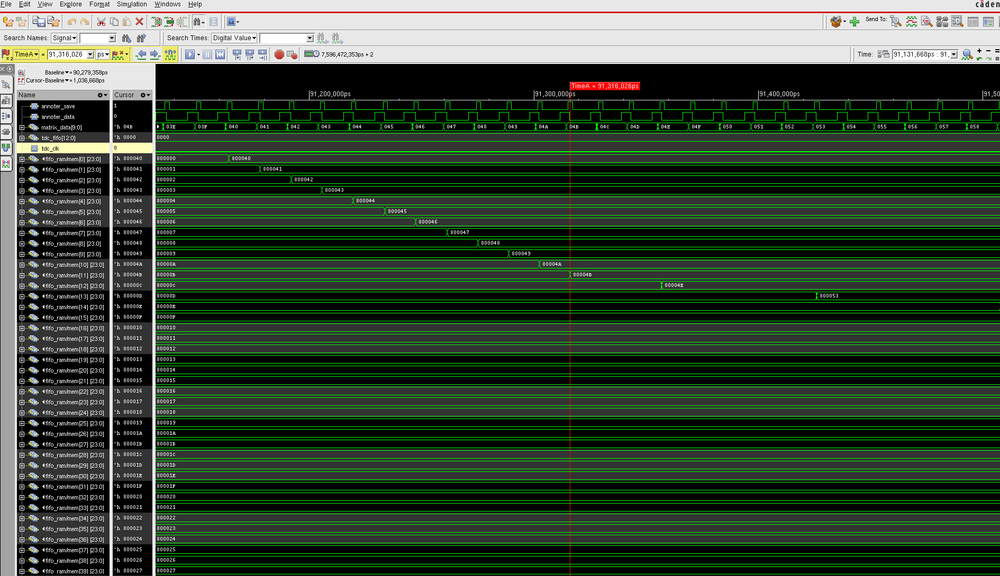 File Edit View Explore Format Simulation Windows Help
cāden
Send To:
Search Names: Signal Search Times: Digital Value
TimeA = 91,316,026 ps 7,596,472,353ps + 2 Time: 91,131,668ps : 91,
Baseline = 90,279,358ps
Cursor-Baseline = 1,036,668ps
TimeA = 91,316,026ps
Name Cursor 91,200,000ps 91,300,000ps 91,400,000ps 91,50
annoter_save 1
annoter_data 0
matrix_data[9:0] 'h 04B 03E 03F 040 041 042 043 044 045 046 047 048 049 04A 04B 04C 04D 04E 04F 050 051 052 053 054 055 056 057 058
tdc_fifo[12:0] 'h 0000 0000
tdc_clk 0
fifo_ram/mem[0] [23:0] 'h 800040 800000 800040
fifo_ram/mem[1] [23:0] 'h 800041 800001 800041
fifo_ram/mem[2] [23:0] 'h 800042 800002 800042
fifo_ram/mem[3] [23:0] 'h 800043 800003 800043
fifo_ram/mem[4] [23:0] 'h 800044 800004 800044
fifo_ram/mem[5] [23:0] 'h 800045 800005 800045
fifo_ram/mem[6] [23:0] 'h 800046 800006 800046
fifo_ram/mem[7] [23:0] 'h 800047 800007 800047
fifo_ram/mem[8] [23:0] 'h 800048 800008 800048
fifo_ram/mem[9] [23:0] 'h 800049 800009 800049
fifo_ram/mem[10] [23:0] 'h 80004A 80000A 80004A
fifo_ram/mem[11] [23:0] 'h 80004B 80000B 80004B
fifo_ram/mem[12] [23:0] 'h 80000C 80000C 80004E
fifo_ram/mem[13] [23:0] 'h 80000D 80000D 800053
fifo_ram/mem[14] [23:0] 'h 80000E 80000E
fifo_ram/mem[15] [23:0] 'h 80000F 80000F
fifo_ram/mem[16] [23:0] 'h 800010 800010
fifo_ram/mem[17] [23:0] 'h 800011 800011
fifo_ram/mem[18] [23:0] 'h 800012 800012
fifo_ram/mem[19] [23:0] 'h 800013 800013
fifo_ram/mem[20] [23:0] 'h 800014 800014
fifo_ram/mem[21] [23:0] 'h 800015 800015
fifo_ram/mem[22] [23:0] 'h 800016 800016
fifo_ram/mem[23] [23:0] 'h 800017 800017
fifo_ram/mem[24] [23:0] 'h 800018 800018
fifo_ram/mem[25] [23:0] 'h 800019 800019
fifo_ram/mem[26] [23:0] 'h 80001A 80001A
fifo_ram/mem[27] [23:0] 'h 80001B 80001B
fifo_ram/mem[28] [23:0] 'h 80001C 80001C
fifo_ram/mem[29] [23:0] 'h 80001D 80001D
fifo_ram/mem[30] [23:0] 'h 80001E 80001E
fifo_ram/mem[31] [23:0] 'h 80001F 80001F
fifo_ram/mem[32] [23:0] 'h 800020 800020
fifo_ram/mem[33] [23:0] 'h 800021 800021
fifo_ram/mem[34] [23:0] 'h 800022 800022
fifo_ram/mem[35] [23:0] 'h 800023 800023
fifo_ram/mem[36] [23:0] 'h 800024 800024
fifo_ram/mem[37] [23:0] 'h 800025 800025
fifo_ram/mem[38] [23:0] 'h 800026 800026
fifo_ram/mem[39] [23:0] 'h 800027 800027